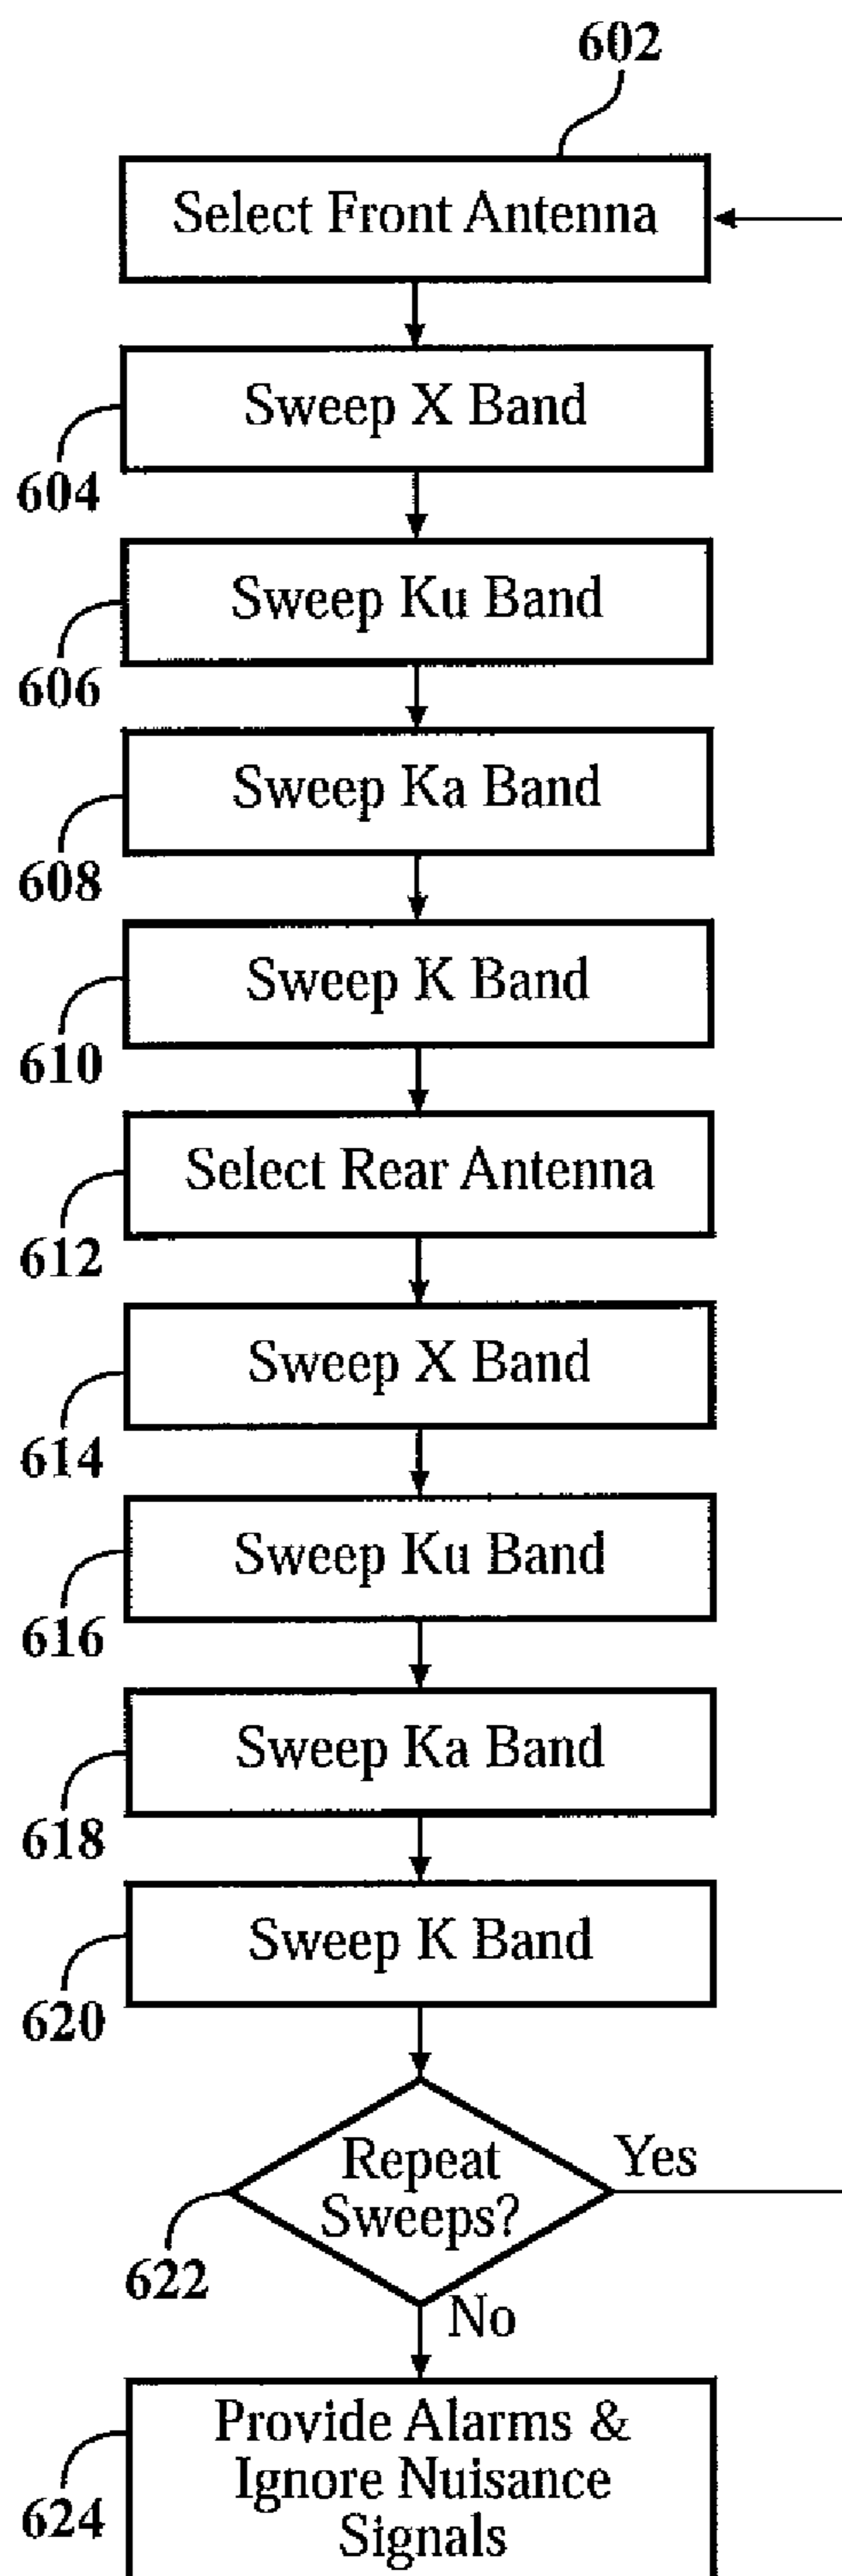 602
Select Front Antenna
Sweep X Band
604
Sweep Ku Band
606
Sweep Ka Band
608
Sweep K Band
610
Select Rear Antenna
612
Sweep X Band
614
Sweep Ku Band
616
Sweep Ka Band
618
Sweep K Band
620
Repeat
Sweeps?
Yes
622
No
Provide Alarms &
Ignore Nuisance
Signals
624